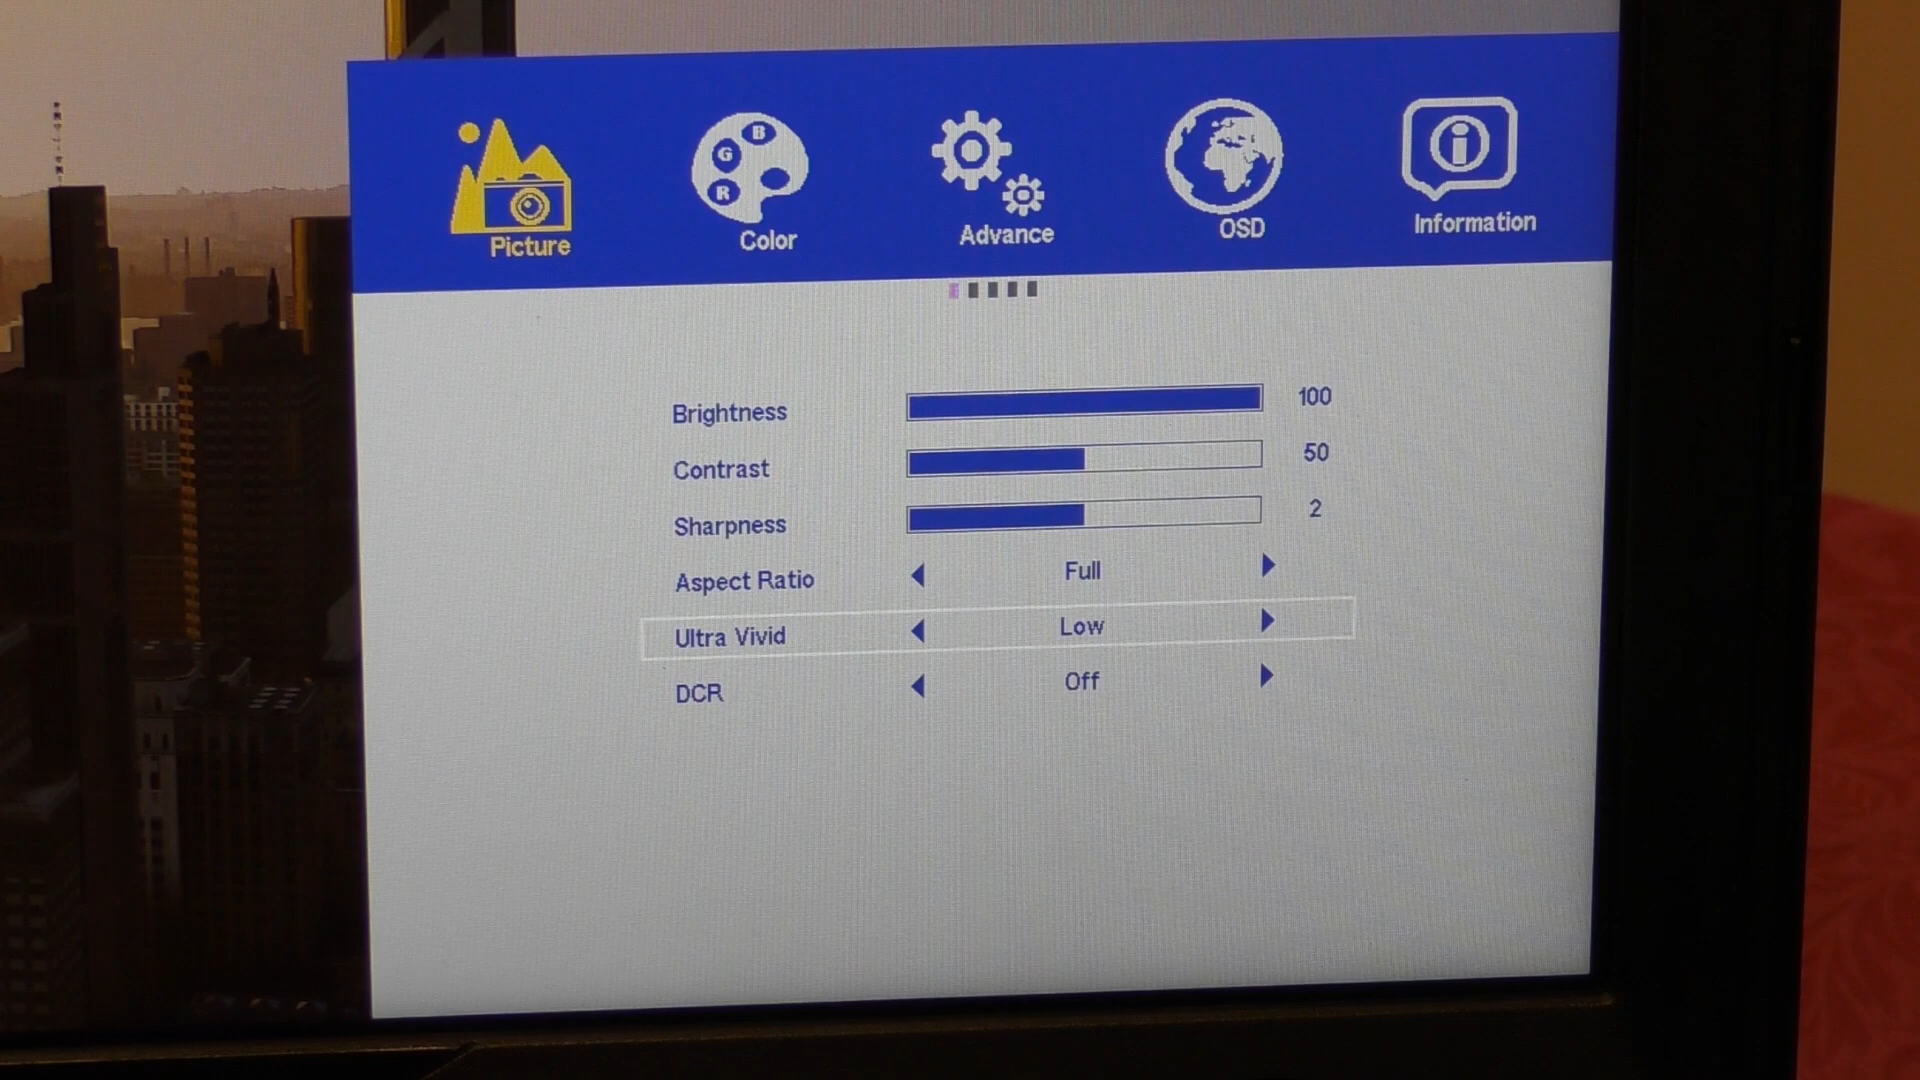 B
G
R
Picture Color Advance OSD Information
Brightness 100
Contrast 50
Sharpness 2
Aspect Ratio Full
Ultra Vivid Low
DCR Off